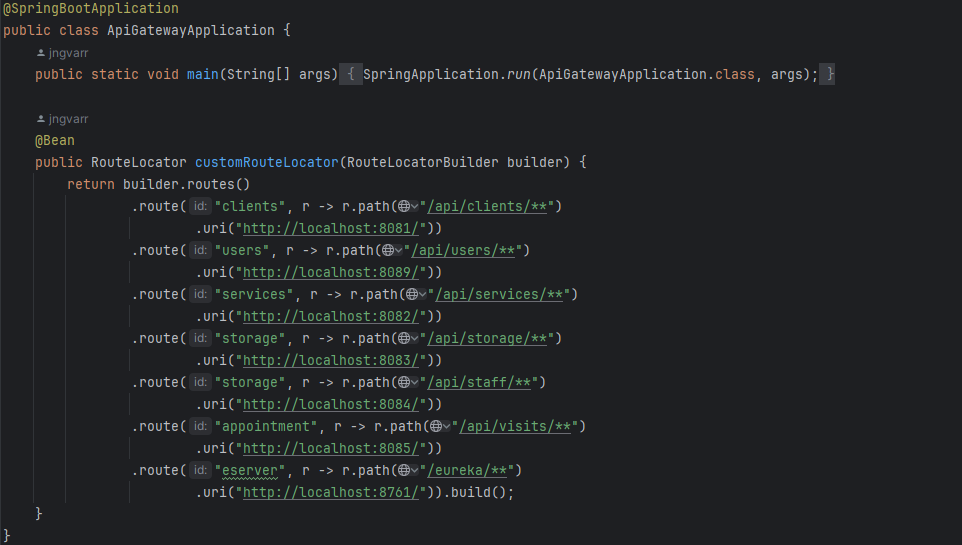 @SpringBootApplication
public class ApiGatewayApplication {
jngvarr
public static void main(String[] args) { SpringApplication.run(ApiGatewayApplication.class, args); }
jngvarr
@Bean
public RouteLocator customRouteLocator(RouteLocatorBuilder builder) {
return builder.routes()
.route( id: "clients", r -> r.path("/api/clients/**")
.uri("http://localhost:8081/"))
.route( id: "users", r -> r.path("/api/users/**")
.uri("http://localhost:8089/"))
.route( id: "services", r -> r.path("/api/services/**")
.uri("http://localhost:8082/"))
.route( id: "storage", r -> r.path("/api/storage/**")
.uri("http://localhost:8083/"))
.route( id: "storage", r -> r.path("/api/staff/**")
.uri("http://localhost:8084/"))
.route( id: "appointment", r -> r.path("/api/visits/**")
.uri("http://localhost:8085/"))
.route( id: "eserver", r -> r.path("/eureka/**")
.uri("http://localhost:8761/")).build();
}
}